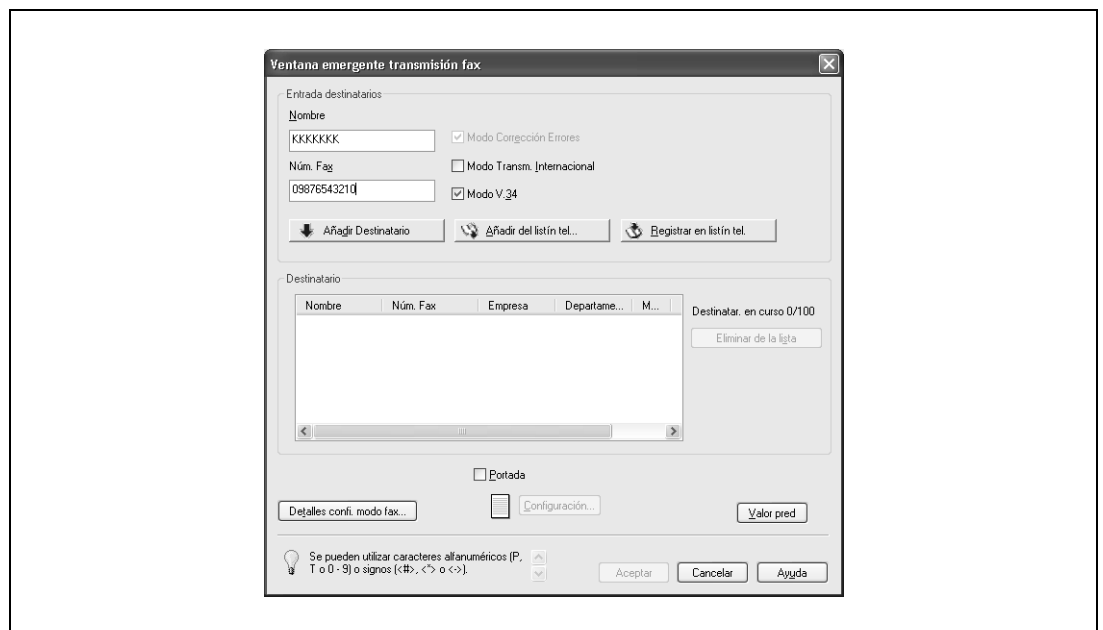 Ventana emergente transmisión fax
Entrada destinatarios
Nombre
KKKKKKK
Modo Corrección Errores
Núm. Fax
Modo Transm. Internacional
09876543210
Modo V.34
Añadir Destinatario
Añadir del listín tel...
Registrar en listín tel.
Destinatario
Nombre Núm. Fax Empresa Departame... M...
Destinatar. en curso 0/100
Eliminar de la lista
Portada
Detalles confi. modo fax...
Configuración...
Valor pred
Se pueden utilizar caracteres alfanuméricos (P,
T o 0 - 9) o signos (<#>, <*> o <->).
Aceptar
Cancelar
Ayuda